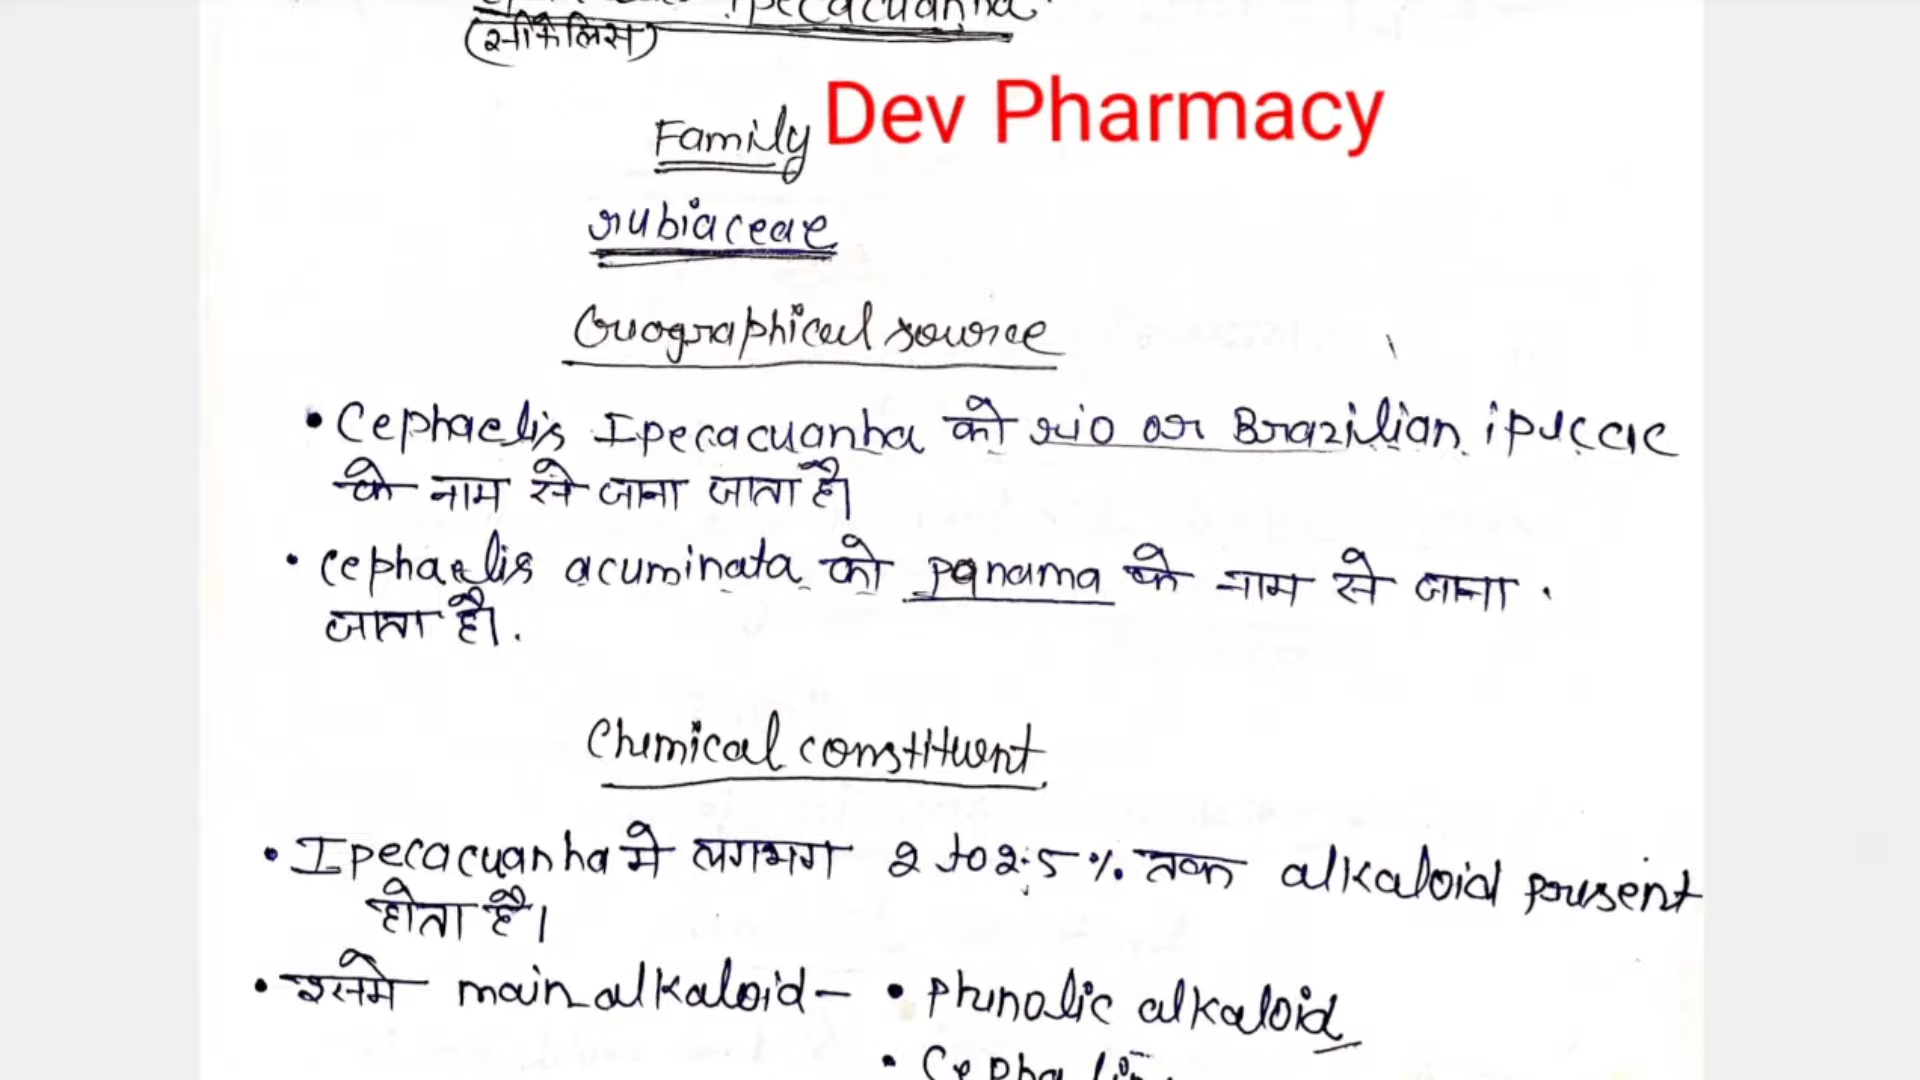 Ipecacuanha
(सीफेलिस)
Dev Pharmacy
Family
rubiaceae
Geographical source
• Cephaelis Ipecacuanha को rio or Brazilian ipecac
के नाम से जाना जाता है।
• cephaelis acuminata को panama के नाम से जाना
जाता है।
Chemical constituent
• Ipecacuanha मे लगभग 2 to 2.5 % तक alkaloid present
होता है।
• इसमे main alkaloid – • Phenolic alkaloid